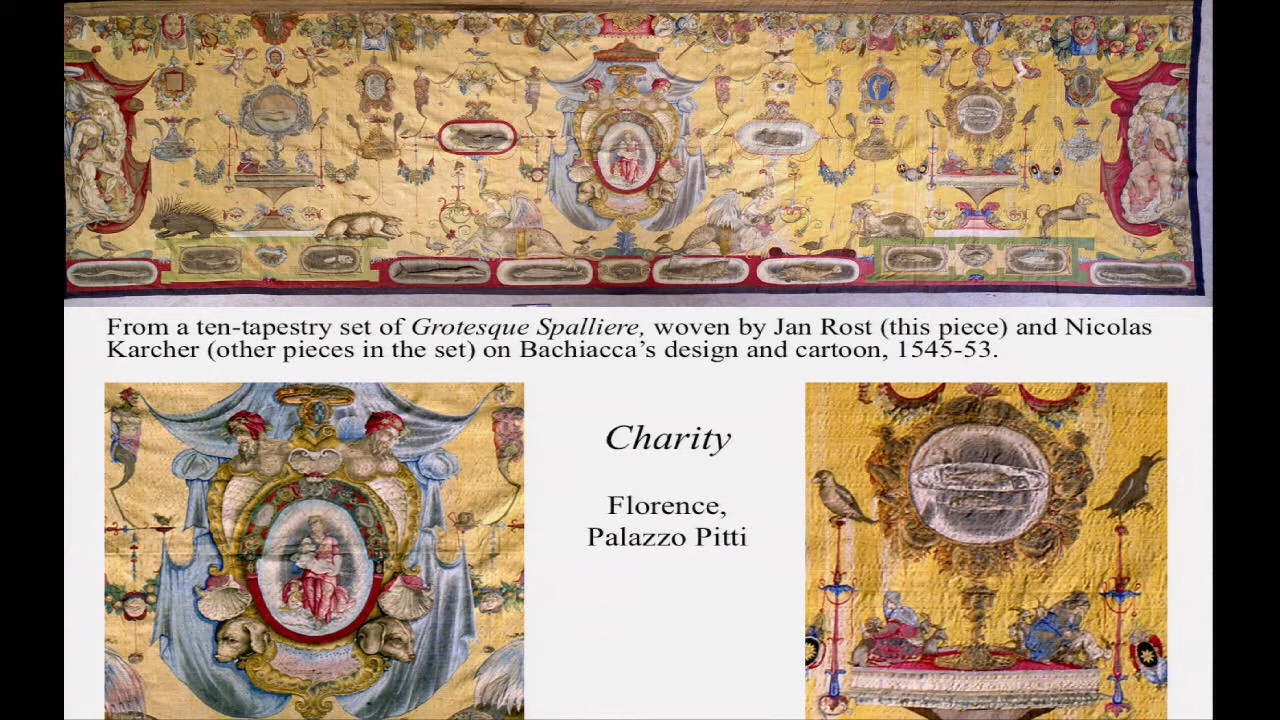 From a ten-tapestry set of Grotesque Spalliere, woven by Jan Rost (this piece) and Nicolas
Karcher (other pieces in the set) on Bachiacca’s design and cartoon, 1545-53.
Charity
Florence,
Palazzo Pitti